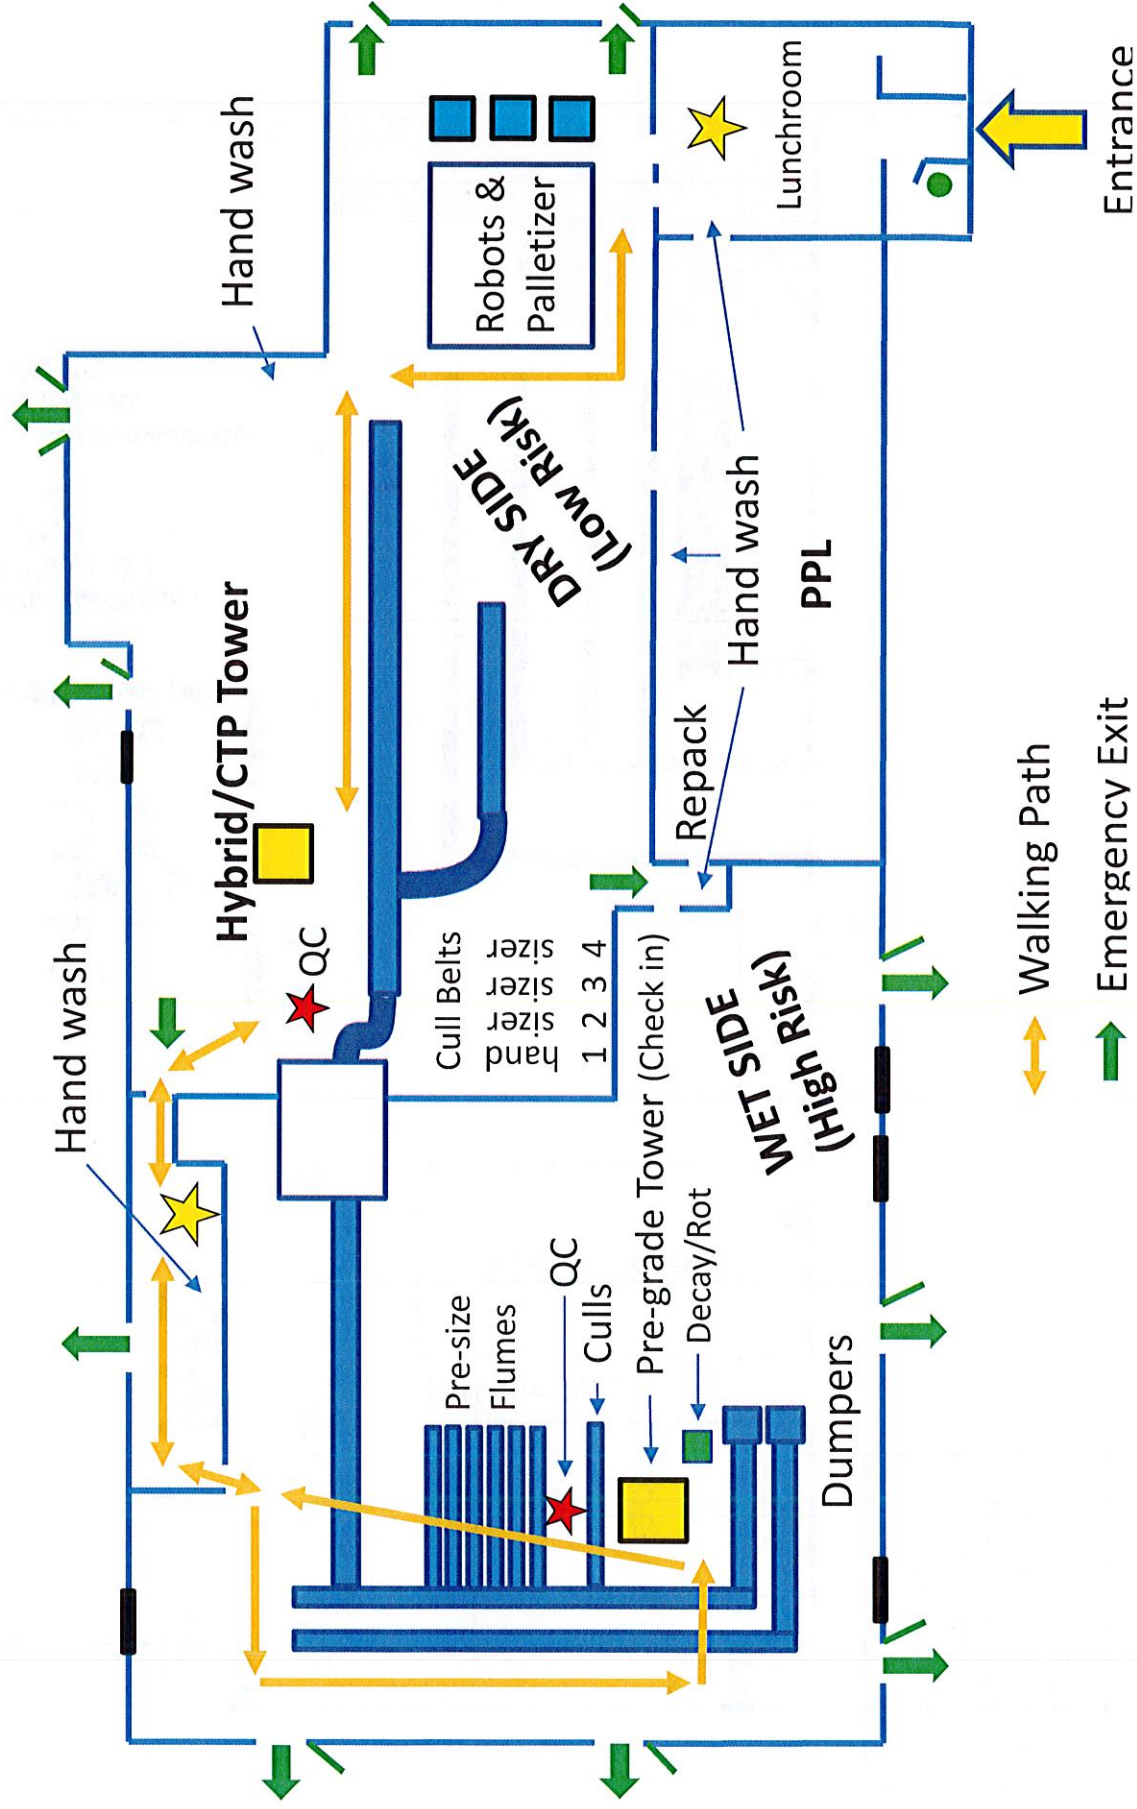 Hand wash
Hybrid/CTP Tower
Hand wash
QC
Cull Belts
hand sizer sizer sizer
1 2 3 4
DRY SIDE
(Low Risk)
Robots &
Palletizer
Pre-size
Flumes
QC
Culls
Pre-grade Tower (Check in)
Decay/Rot
WET SIDE
(High Risk)
Dumpers
Repack
Hand wash
PPL
Lunchroom
Entrance
Walking Path
Emergency Exit